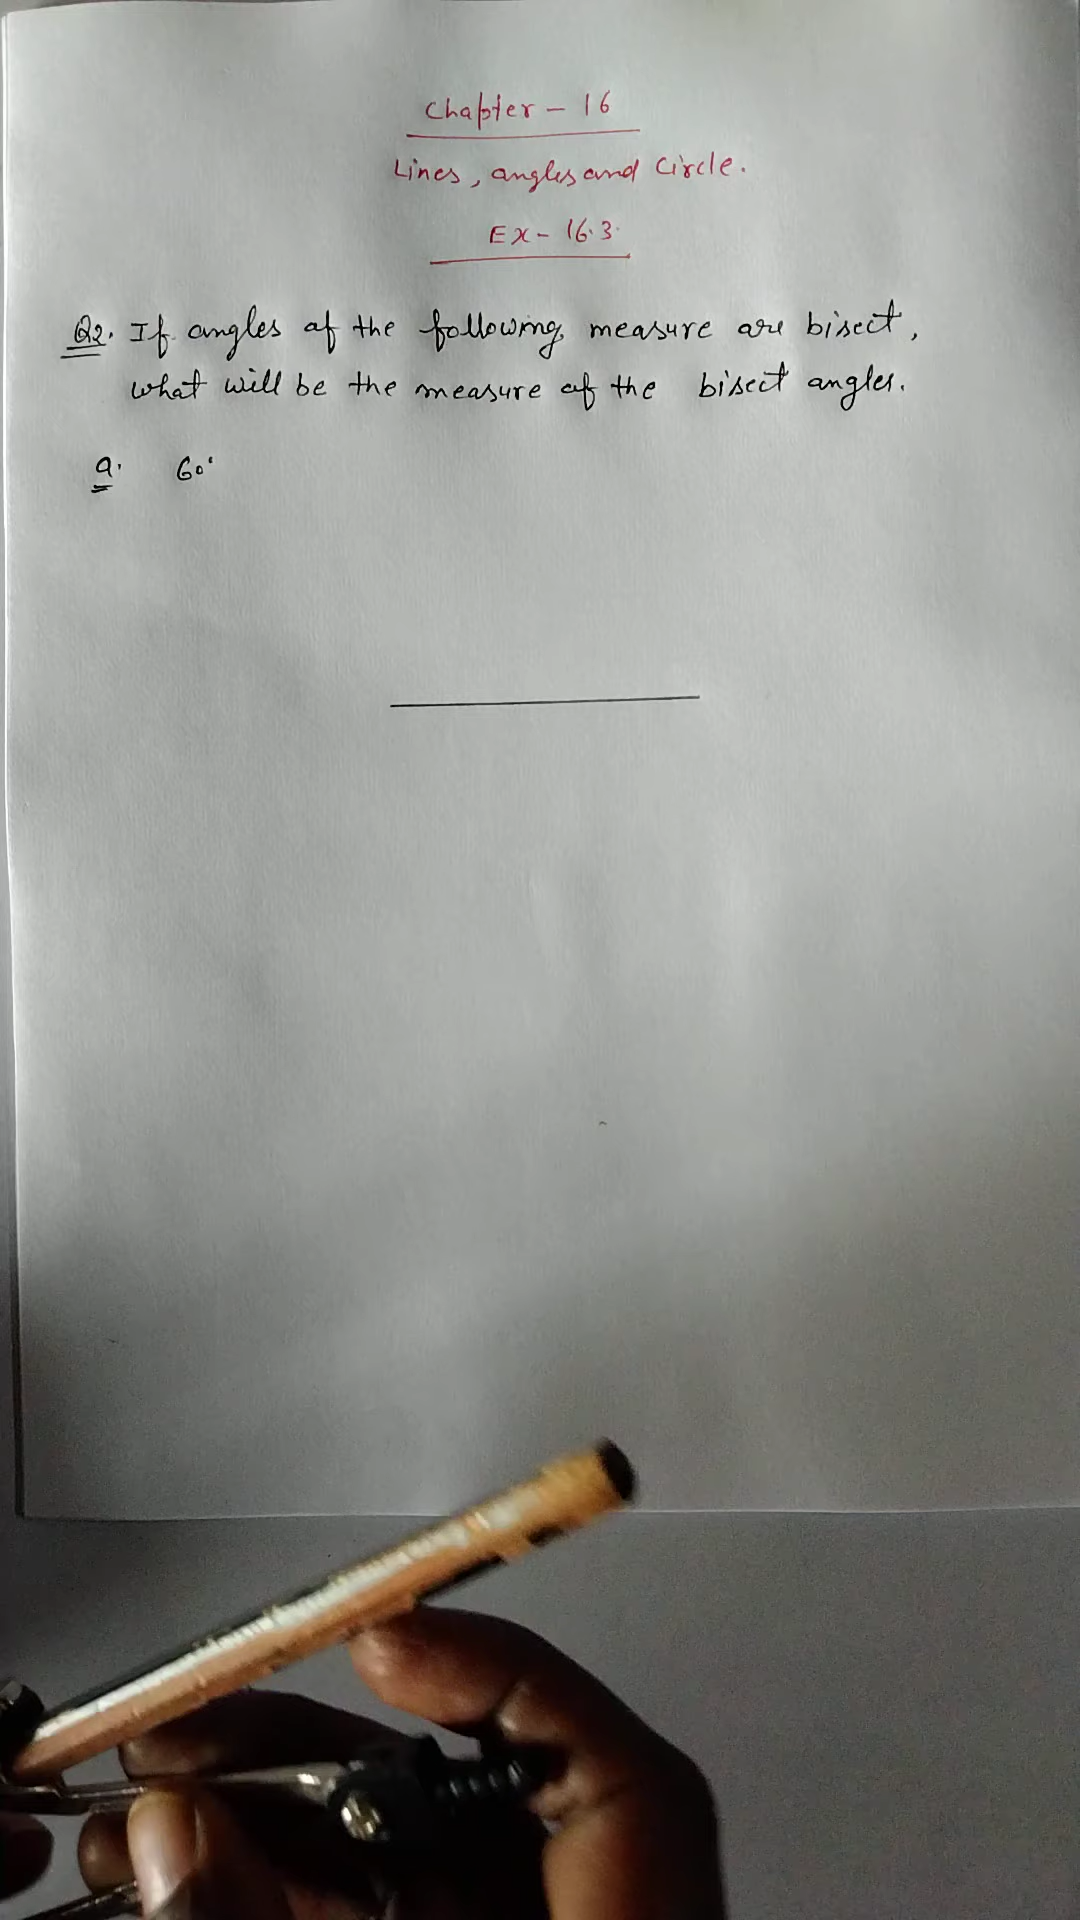 Chapter - 16
Lines, angles and Circle.
Ex - 16.3.
Q2. If angles of the following measure are bisect,
what will be the measure of the bisect angles.
a. 60°